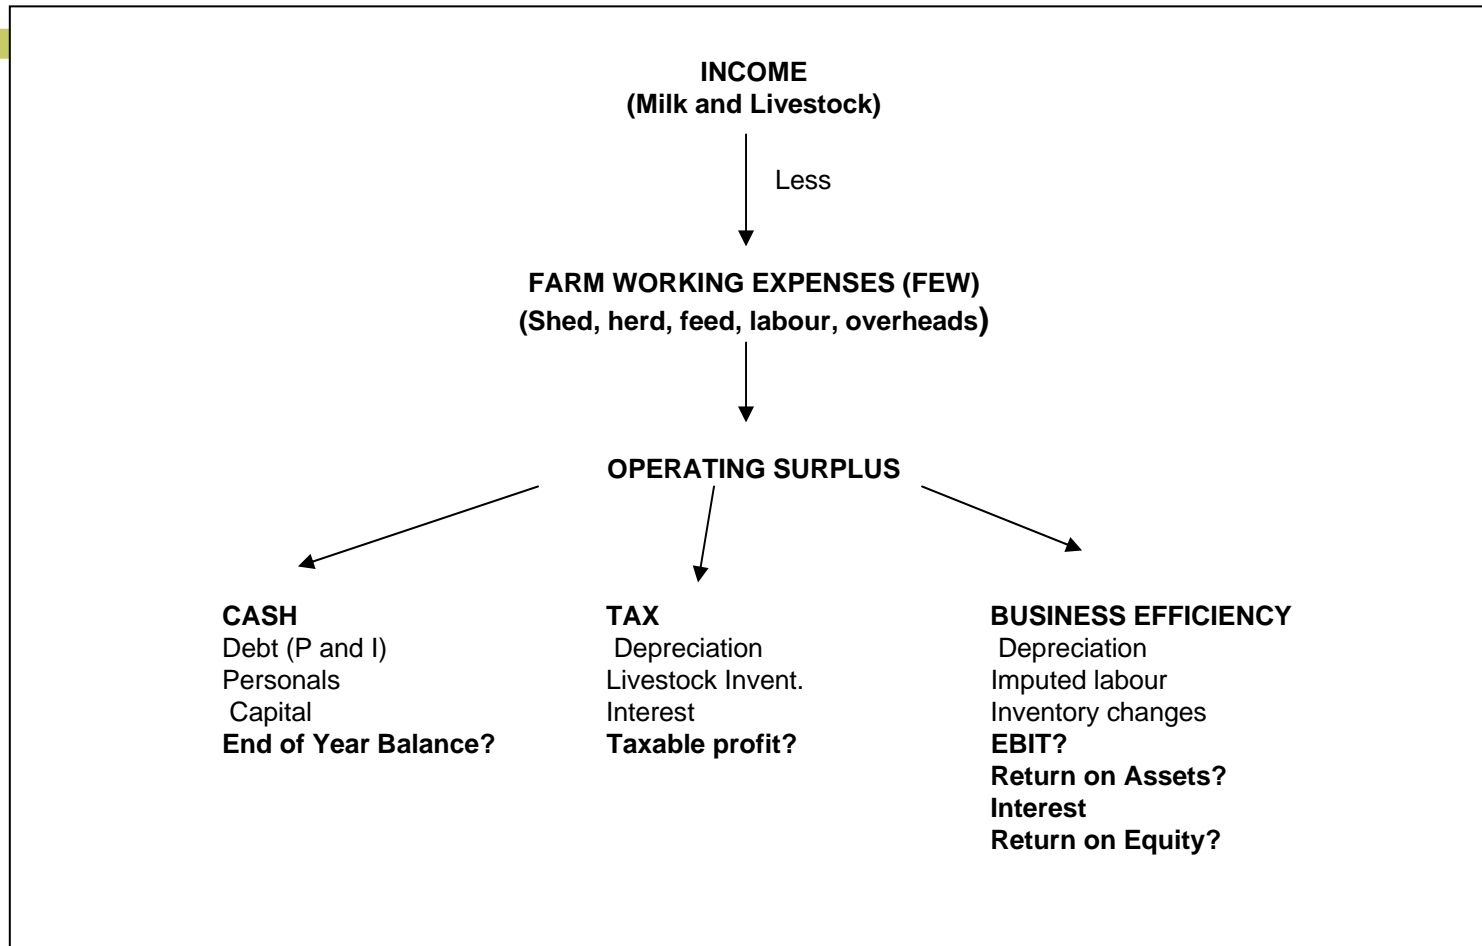 INCOME
(Milk and Livestock)
Less
FARM WORKING EXPENSES (FEW)
(Shed, herd, feed, labour, overheads)
OPERATING SURPLUS
CASH
Debt (P and I)
Personals
Capital
End of Year Balance?
TAX
Depreciation
Livestock Invent.
Interest
Taxable profit?
BUSINESS EFFICIENCY
Depreciation
Imputed labour
Inventory changes
EBIT?
Return on Assets?
Interest
Return on Equity?